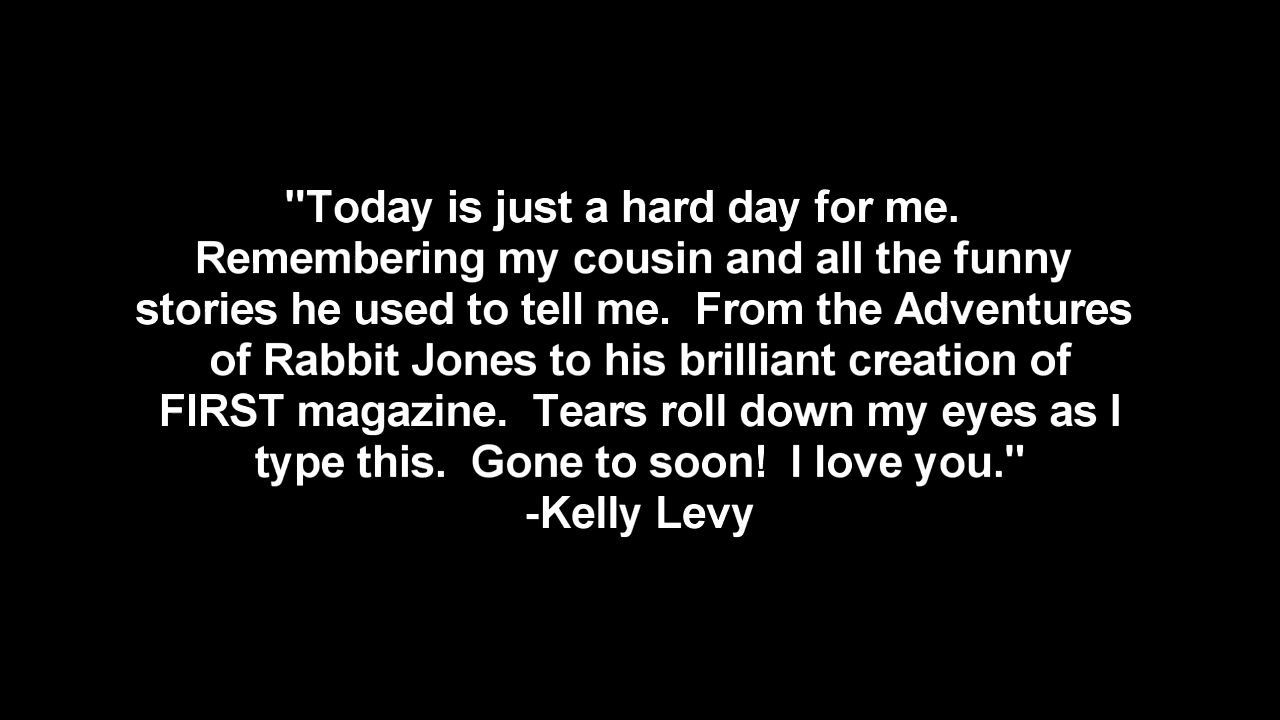 "Today is just a hard day for me.
Remembering my cousin and all the funny
stories he used to tell me.  From the Adventures
of Rabbit Jones to his brilliant creation of
FIRST magazine.  Tears roll down my eyes as I
type this.  Gone to soon!  I love you."
-Kelly Levy